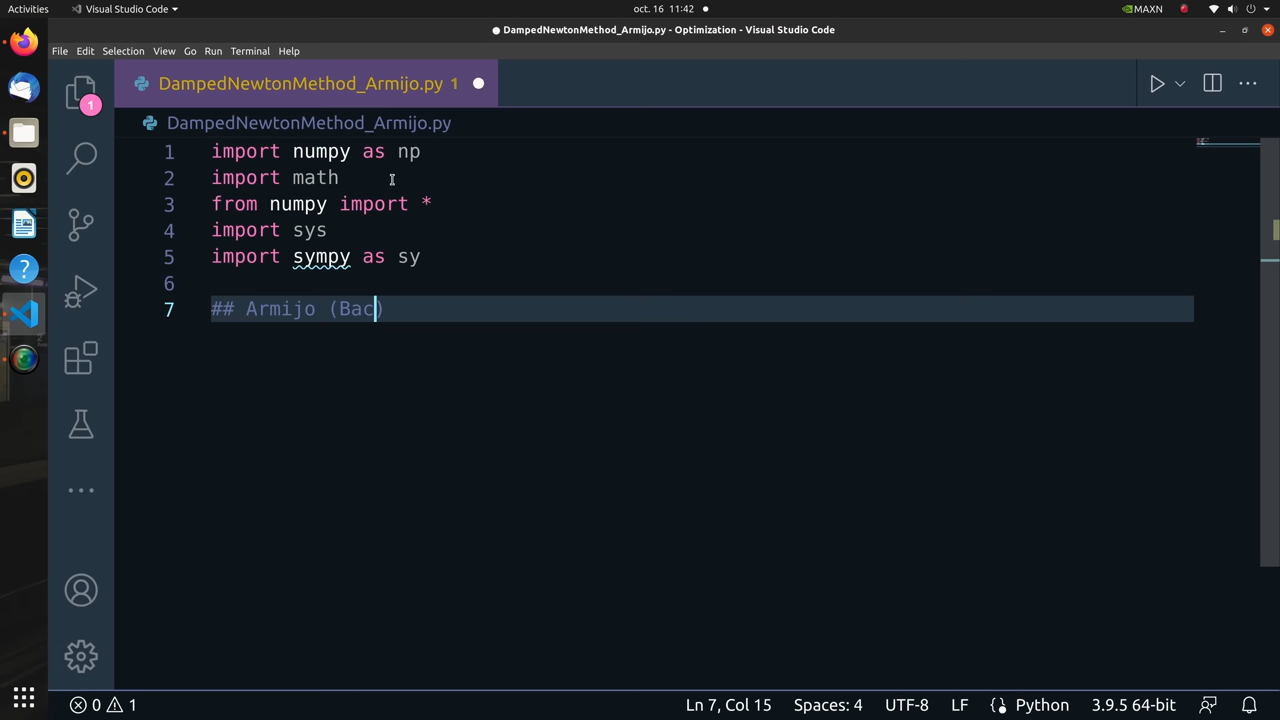 Activities
Visual Studio Code
oct. 16 11:42
MAXN
DampedNewtonMethod_Armijo.py - Optimization - Visual Studio Code
File Edit Selection View Go Run Terminal Help
DampedNewtonMethod_Armijo.py 1
1
DampedNewtonMethod_Armijo.py
1 import numpy as np
2 import math
3 from numpy import *
4 import sys
5 import sympy as sy
6
7 ## Armijo (Bac)
0 1
Ln 7, Col 15 Spaces: 4 UTF-8 LF Python 3.9.5 64-bit